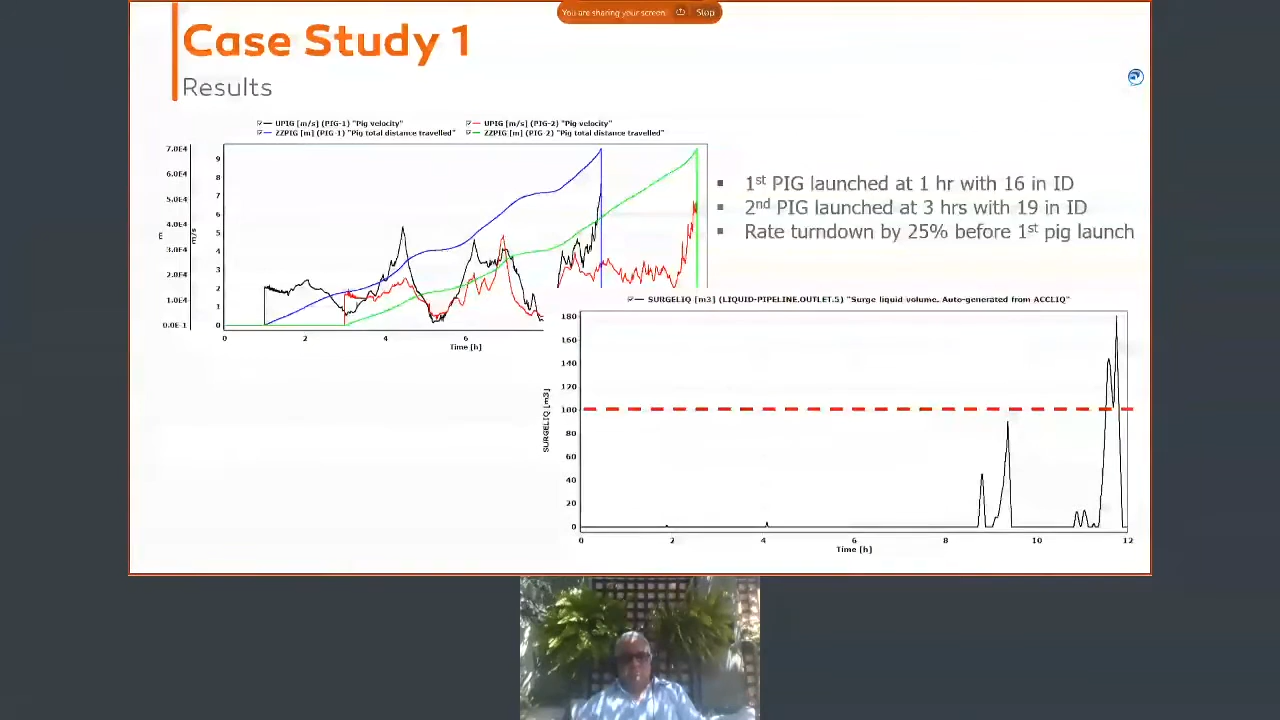 You are sharing your screen. Stop
Case Study 1
Results
UPIG [m/s] (PIG-1) "Pig velocity" UPIG [m/s] (PIG-2) "Pig velocity"
ZZPIG [m] (PIG-1) "Pig total distance travelled" ZZPIG [m] (PIG-2) "Pig total distance travelled"
7.0E4
6.0E4
5.0E4
4.0E4
3.0E4
2.0E4
1.0E4
0.0E-1
m
m/s
9
8
7
6
5
4
3
2
1
0
0 2 4 6
Time [h]
1st PIG launched at 1 hr with 16 in ID
2nd PIG launched at 3 hrs with 19 in ID
Rate turndown by 25% before 1st pig launch
SURGELIQ [m3] (LIQUID-PIPELINE.OUTLET.5) "Surge liquid volume. Auto-generated from ACCLIQ"
180
160
140
120
100
80
60
40
20
0
SURGELIQ [m3]
0 2 4 6 8 10 12
Time [h]